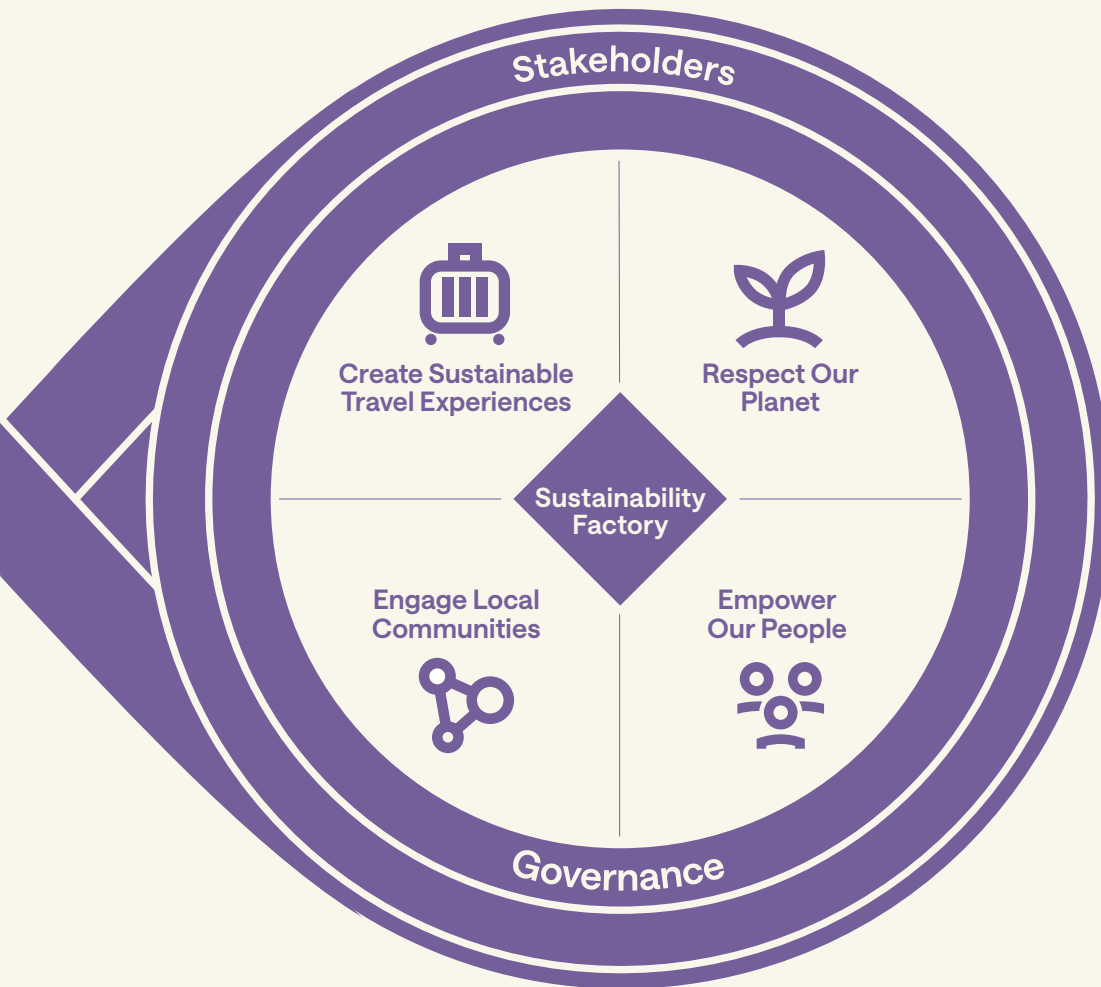 Stakeholders
Create Sustainable
Travel Experiences
Respect Our
Planet
Sustainability
Factory
Engage Local
Communities
Empower
Our People
Governance